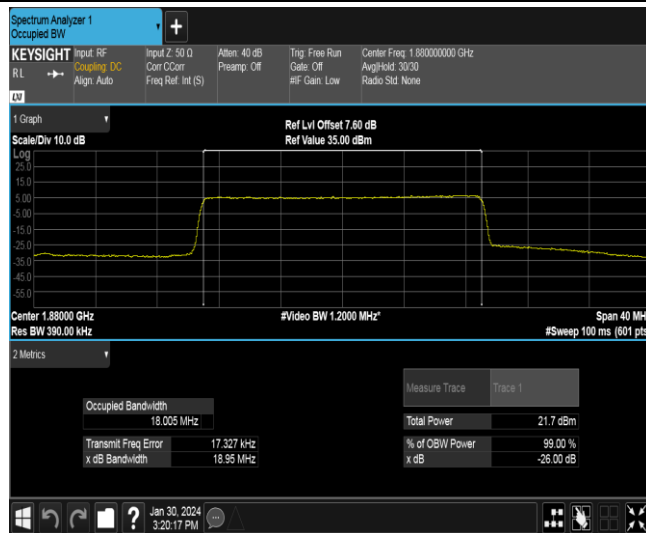 Spectrum Analyzer 1
Occupied BW
KEYSIGHT
RL
Input: RF
Coupling: DC
Align: Auto
Input Z: 50 Ω
Corr CCorr
Freq Ref: Int (S)
Atten: 40 dB
Preamp: Off
Trig: Free Run
Gate: Off
#IF Gain: Low
Center Freq: 1.880000000 GHz
Avg|Hold: 30/30
Radio Std: None
1 Graph
Scale/Div 10.0 dB
Ref Lvl Offset 7.60 dB
Ref Value 35.00 dBm
Log
25.0
15.0
5.00
-5.00
-15.0
-25.0
-35.0
-45.0
-55.0
Center 1.88000 GHz
#Video BW 1.2000 MHz*
Span 40 MH
Res BW 390.00 kHz
#Sweep 100 ms (601 pts
2 Metrics
Measure Trace Trace 1
Occupied Bandwidth
18.005 MHz
Total Power 21.7 dBm
Transmit Freq Error 17.327 kHz
% of OBW Power 99.00 %
x dB Bandwidth 18.95 MHz
x dB -26.00 dB
Jan 30, 2024
3:20:17 PM